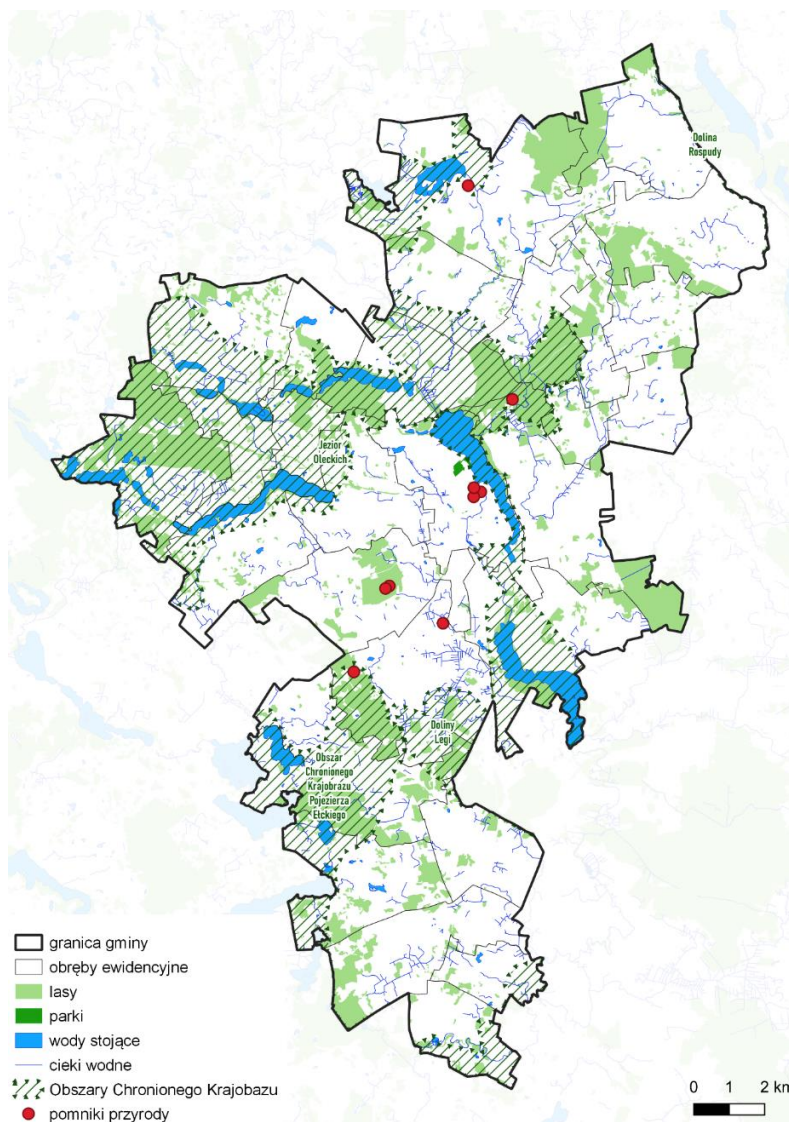 Dolina
Rospudy
Jezior
Oleckich
Doliny
Legi
Obszar
Chronionego
Krajobrazu
Pojezierza
Ełckiego
granica gminy
obręby ewidencyjne
lasy
parki
wody stojące
cieki wodne
Obszary Chronionego Krajobazu
pomniki przyrody
0 1 2 km